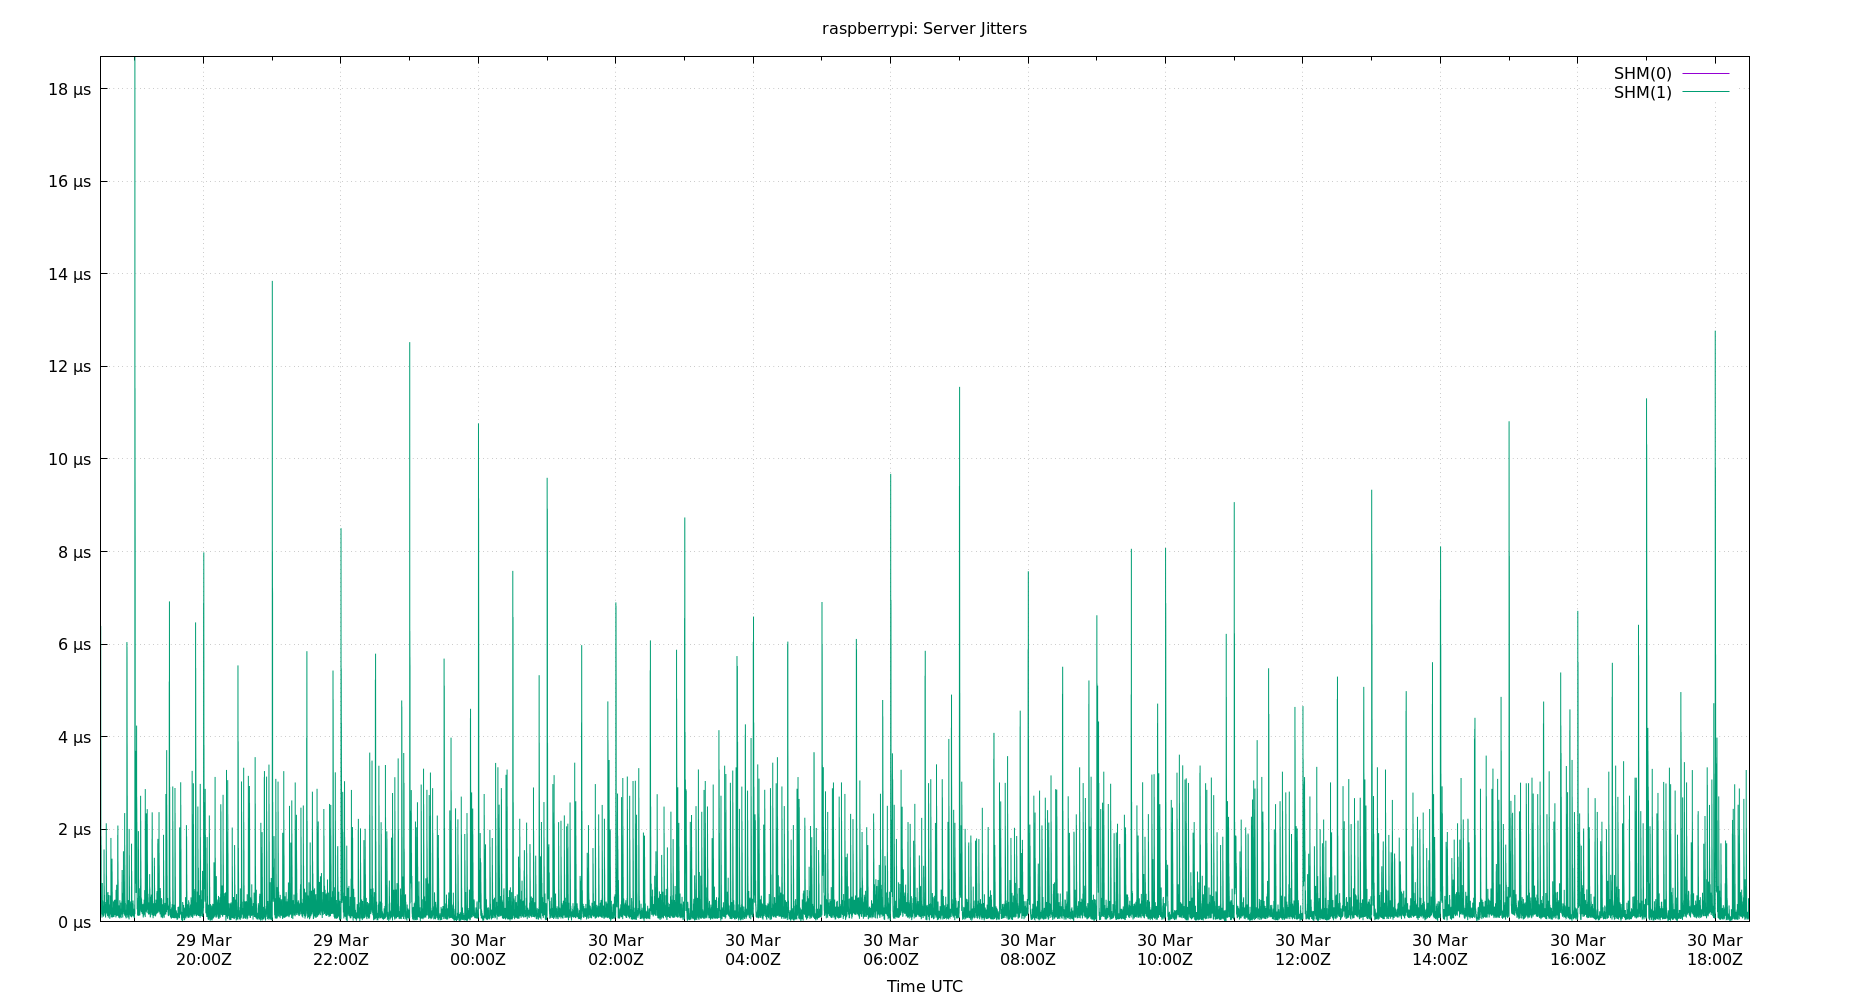 raspberrypi: Server Jitters
SHM(0)
SHM(1)
18 µs
16 µs
14 µs
12 µs
10 µs
8 µs
6 µs
4 µs
2 µs
0 µs
29 Mar 29 Mar 30 Mar 30 Mar 30 Mar 30 Mar 30 Mar 30 Mar 30 Mar 30 Mar 30 Mar 30 Mar
20:00Z 22:00Z 00:00Z 02:00Z 04:00Z 06:00Z 08:00Z 10:00Z 12:00Z 14:00Z 16:00Z 18:00Z
Time UTC